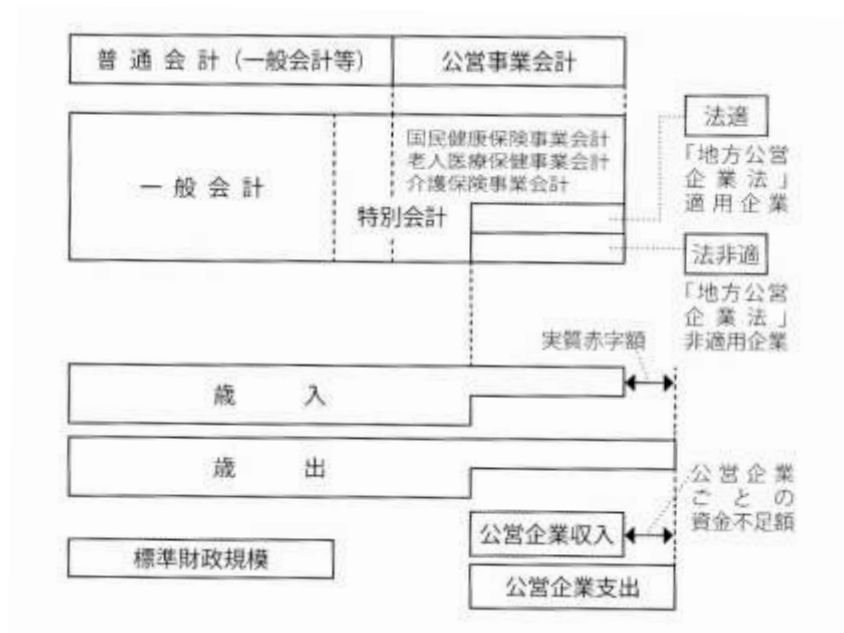 普通会計（一般会計等）
公営事業会計
国民健康保険事業会計
老人医療保健事業会計
介護保険事業会計
一般会計
特別会計
法適
「地方公営
企業法」
適用企業
法非適
「地方公営
企業法」
非適用企業
実質赤字額
歳入
歳出
公営企業
ごとの
資金不足額
公営企業収入
標準財政規模
公営企業支出